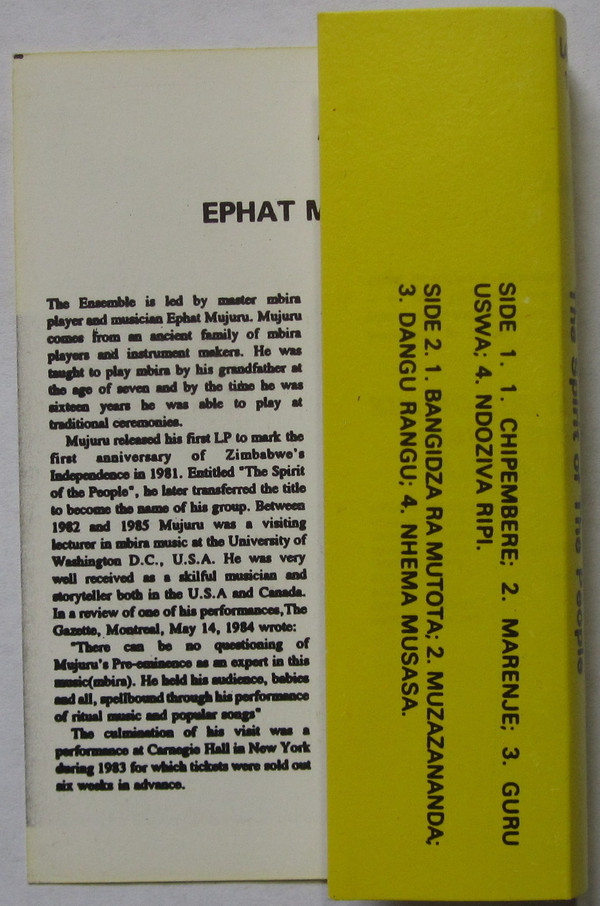 EPHAT M
The Ensemble is led by master mbira
player and musician Ephat Mujuru. Mujuru
comes from an ancient family of mbira
players and instrument makers. He was
taught to play mbira by his grandfather at
the age of seven and by the time he was
sixteen years he was able to play at
traditional ceremonies.
Mujuru released his first LP to mark the
first anniversary of Zimbabwe's
Independence in 1981. Entitled "The Spirit
of the People", he later transferred the title
to become the name of his group. Between
1982 and 1985 Mujuru was a visiting
lecturer in mbira music at the University of
Washington D.C., U.S.A. He was very
well received as a skilful musician and
storyteller both in the U.S.A and Canada.
In a review of one of his performances,The
Gazette, Montreal, May 14, 1984 wrote:
"There can be no questioning of
Mujuru's Pre-eminence as an expert in this
music(mbira). He held his audience, babies
and all, spellbound through his performance
of ritual music and popular songs"
The culmination of his visit was a
performance at Carnegie Hall in New York
during 1983 for which tickets were sold out
six weeks in advance.
SIDE 1. 1. CHIPEMBERE; 2. MARENJE; 3. GURU
USWA; 4. NDOZIVA RIPI.
SIDE 2. 1. BANGIDZA RA MUTOTA; 2. MUZAZANANDA;
3. DANGU RANGU; 4. NHEMA MUSASA.
The Spirit of The People